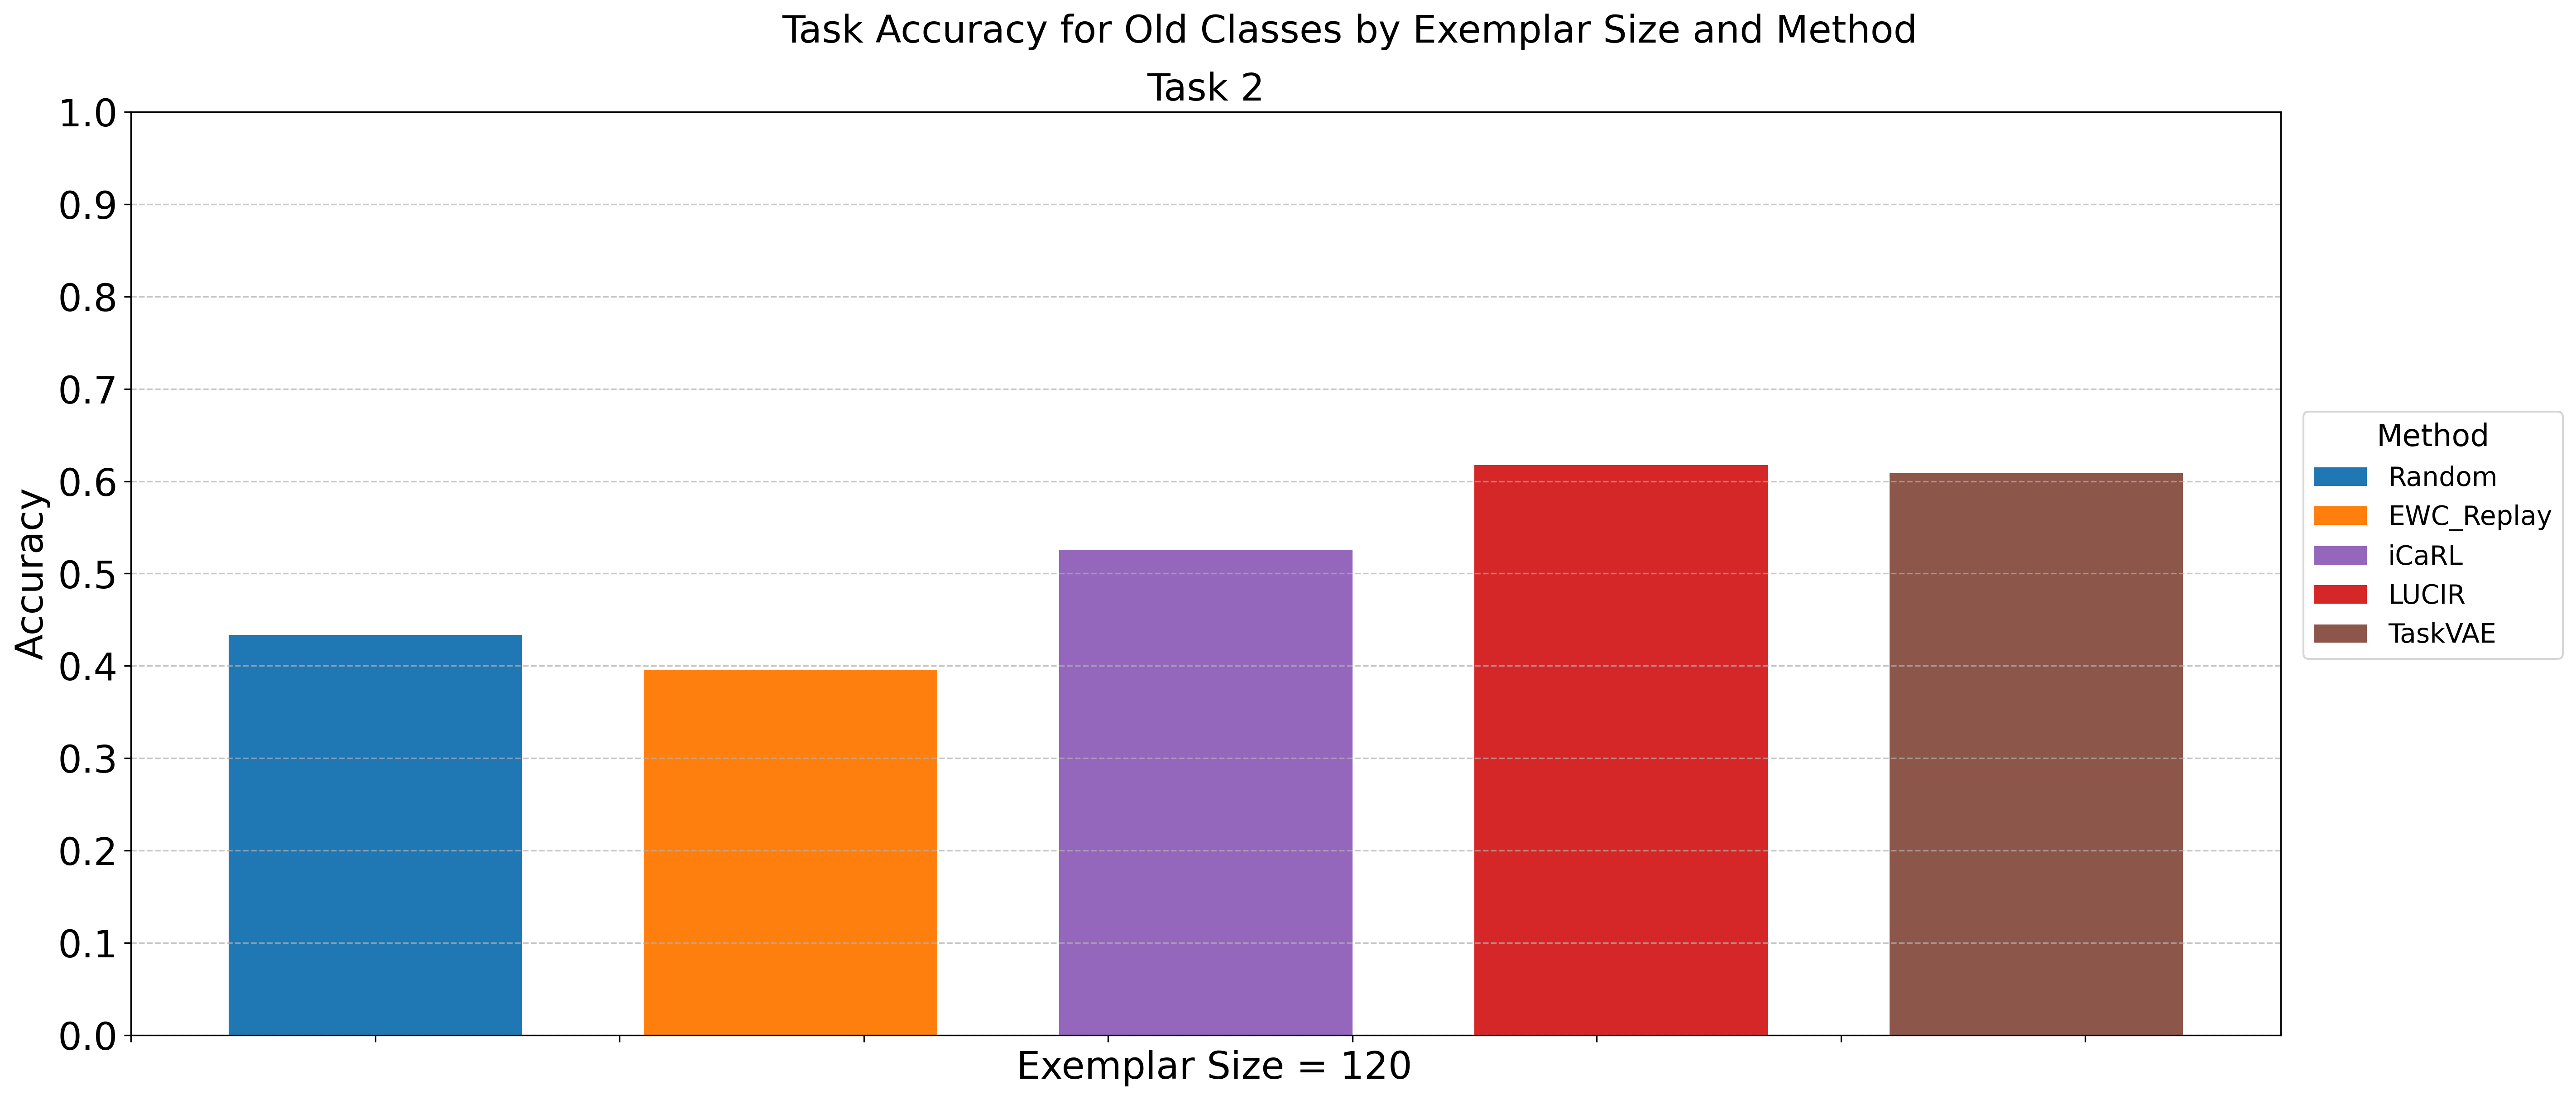 Task Accuracy for Old Classes by Exemplar Size and Method
Task 2
1.0
0.9
0.8
0.7
0.6
0.5
0.4
0.3
0.2
0.1
0.0
Accuracy
Exemplar Size = 120
Method
Random
EWC_Replay
iCaRL
LUCIR
TaskVAE